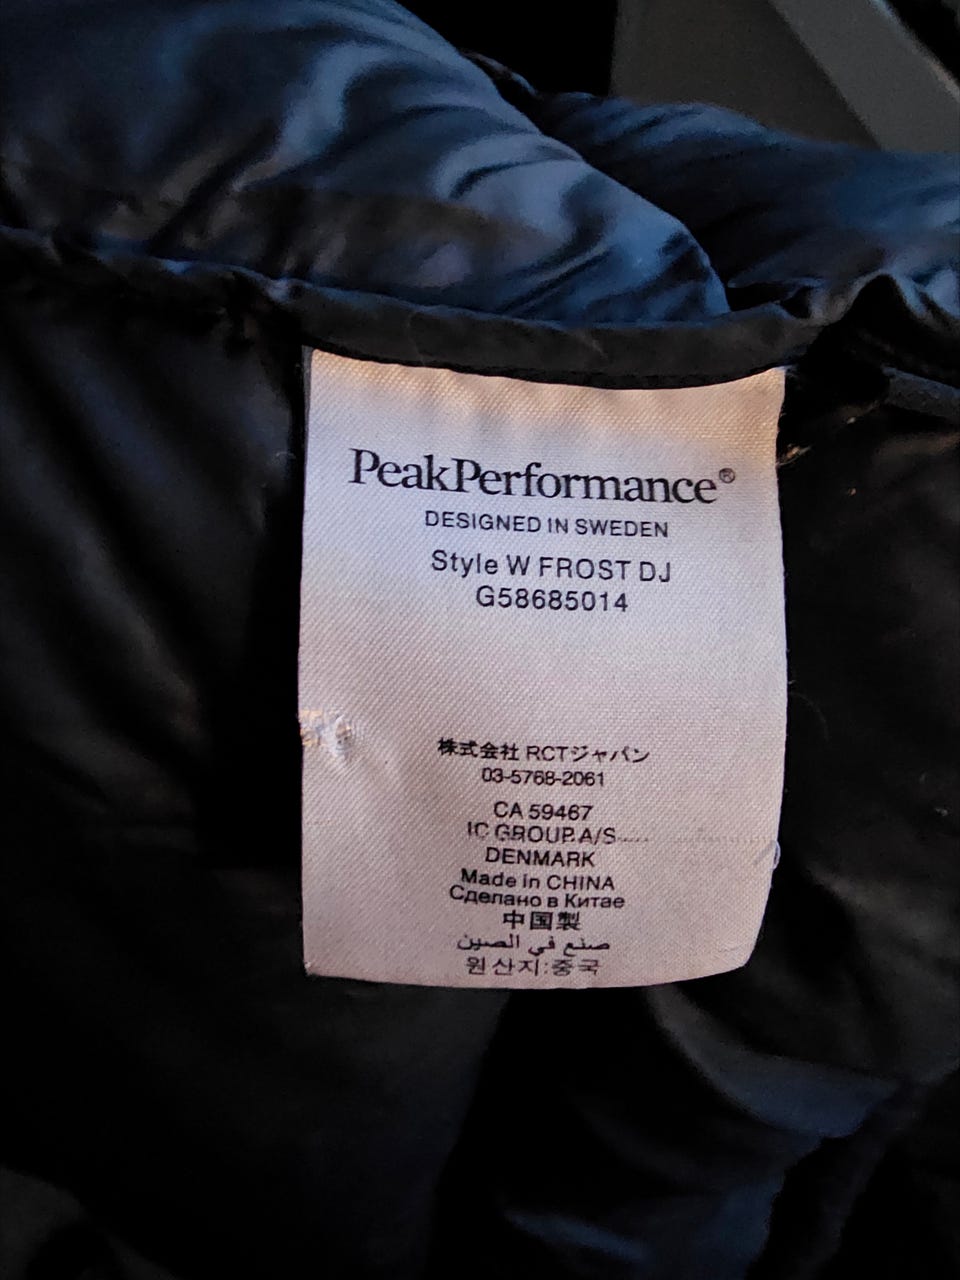 PeakPerformance®
DESIGNED IN SWEDEN
Style W FROST DJ
G58685014
株式会社 RCTジャパン
03-5768-2061
CA 59467
IC GROUP A/S
DENMARK
Made in CHINA
Сделано в Китае
中国製
صنع في الصين
원산지:중국